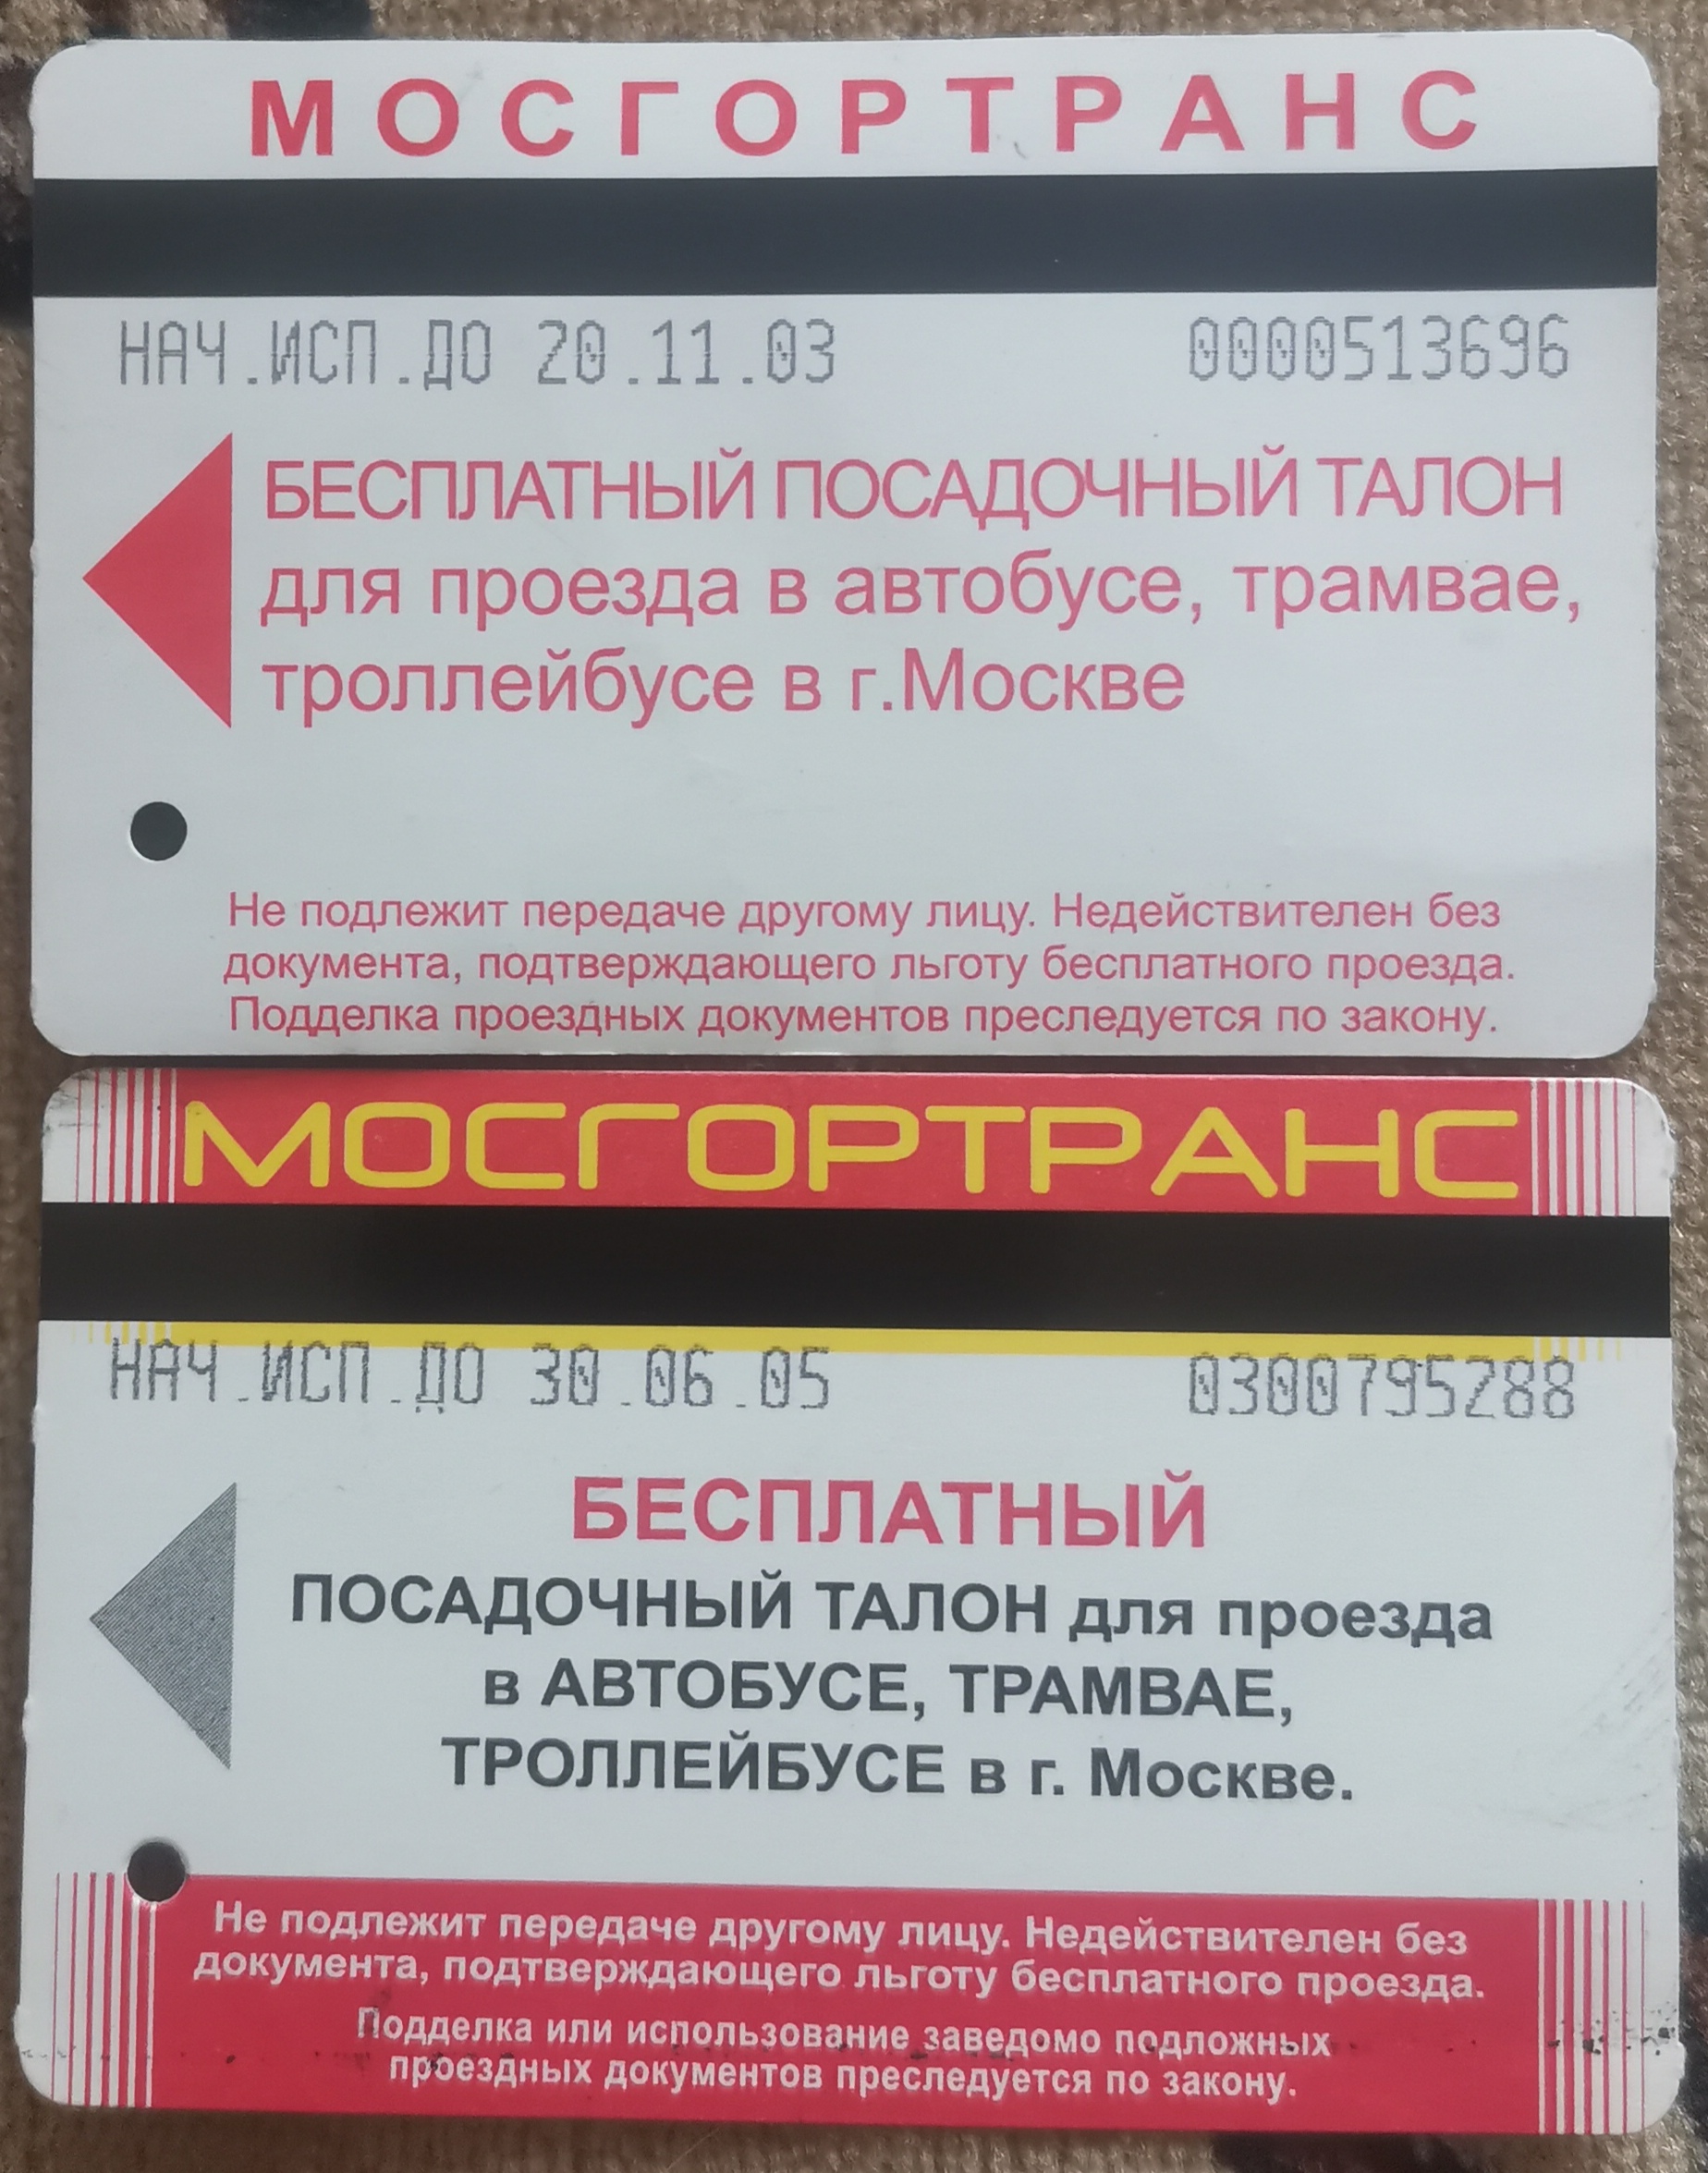 МОСГОРТРАНС
НАЧ.ИСП.ДО 20.11.03 0000513696
БЕСПЛАТНЫЙ ПОСАДОЧНЫЙ ТАЛОН
для проезда в автобусе, трамвае,
троллейбусе в г.Москве
Не подлежит передаче другому лицу. Недействителен без
документа, подтверждающего льготу бесплатного проезда.
Подделка проездных документов преследуется по закону.
МОСГОРТРАНС
НАЧ.ИСП.ДО 30.06.05 0300795288
БЕСПЛАТНЫЙ
ПОСАДОЧНЫЙ ТАЛОН для проезда
в АВТОБУСЕ, ТРАМВАЕ,
ТРОЛЛЕЙБУСЕ в г. Москве.
Не подлежит передаче другому лицу. Недействителен без
документа, подтверждающего льготу бесплатного проезда.
Подделка или использование заведомо подложных
проездных документов преследуется по закону.